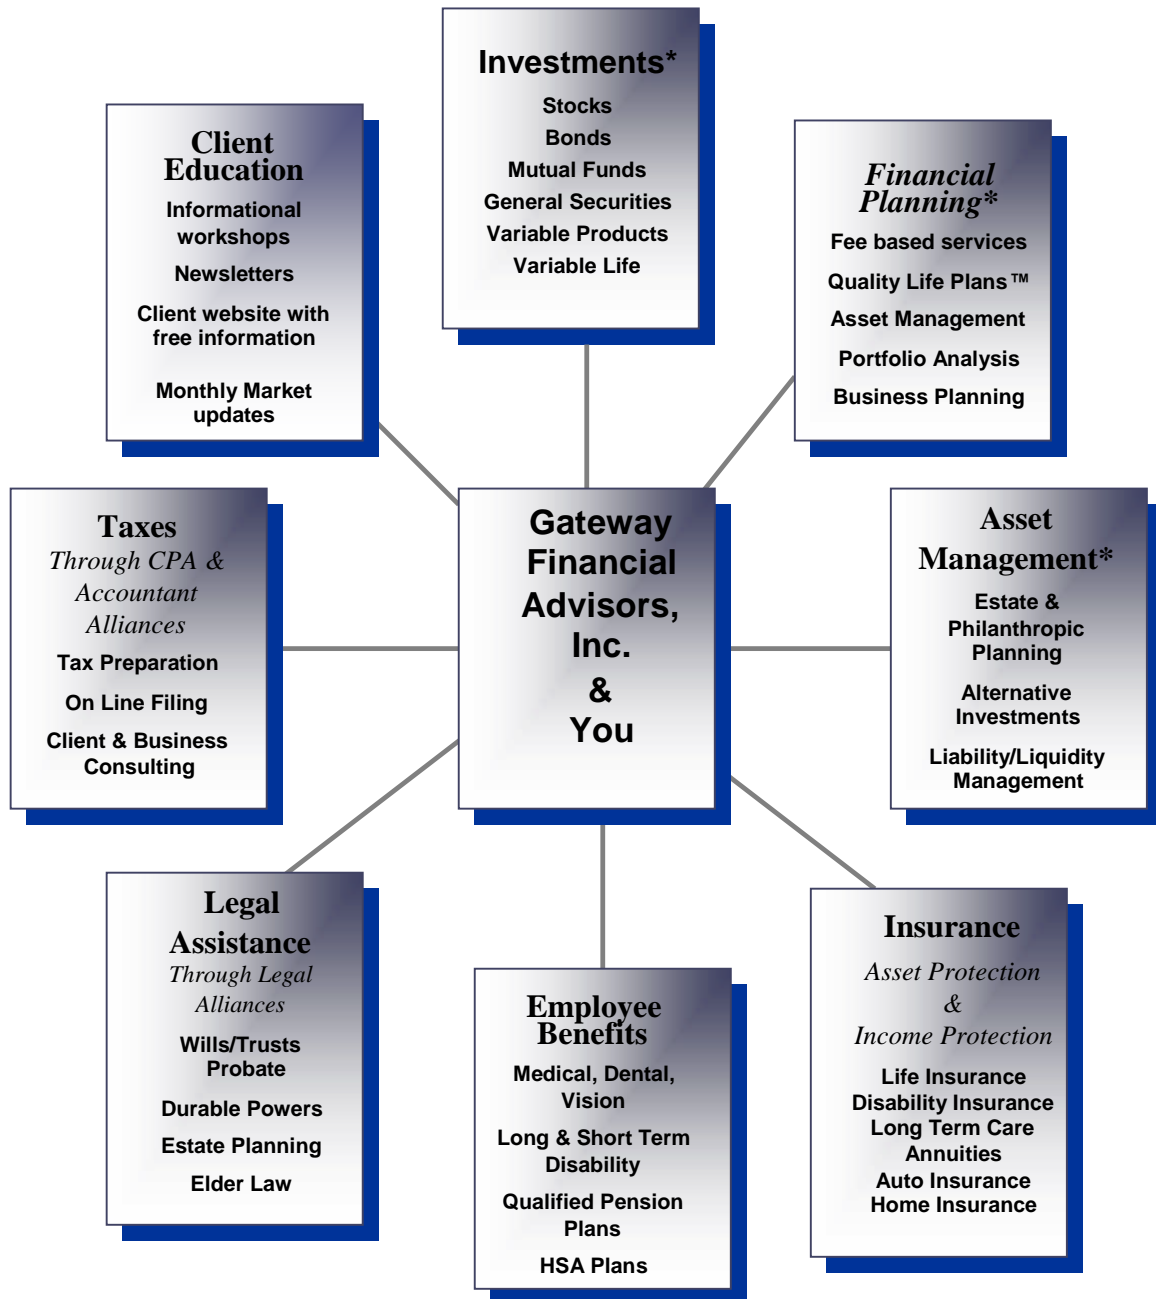 Investments*
Stocks
Bonds
Mutual Funds
General Securities
Variable Products
Variable Life
Client
Education
Informational
workshops
Newsletters
Client website with
free information
Monthly Market
updates
Financial
Planning*
Fee based services
Quality Life Plans™
Asset Management
Portfolio Analysis
Business Planning
Taxes
Through CPA &
Accountant
Alliances
Tax Preparation
On Line Filing
Client & Business
Consulting
Gateway
Financial
Advisors,
Inc.
&
You
Asset
Management*
Estate &
Philanthropic
Planning
Alternative
Investments
Liability/Liquidity
Management
Legal
Assistance
Through Legal
Alliances
Wills/Trusts
Probate
Durable Powers
Estate Planning
Elder Law
Employee
Benefits
Medical, Dental,
Vision
Long & Short Term
Disability
Qualified Pension
Plans
HSA Plans
Insurance
Asset Protection
&
Income Protection
Life Insurance
Disability Insurance
Long Term Care
Annuities
Auto Insurance
Home Insurance